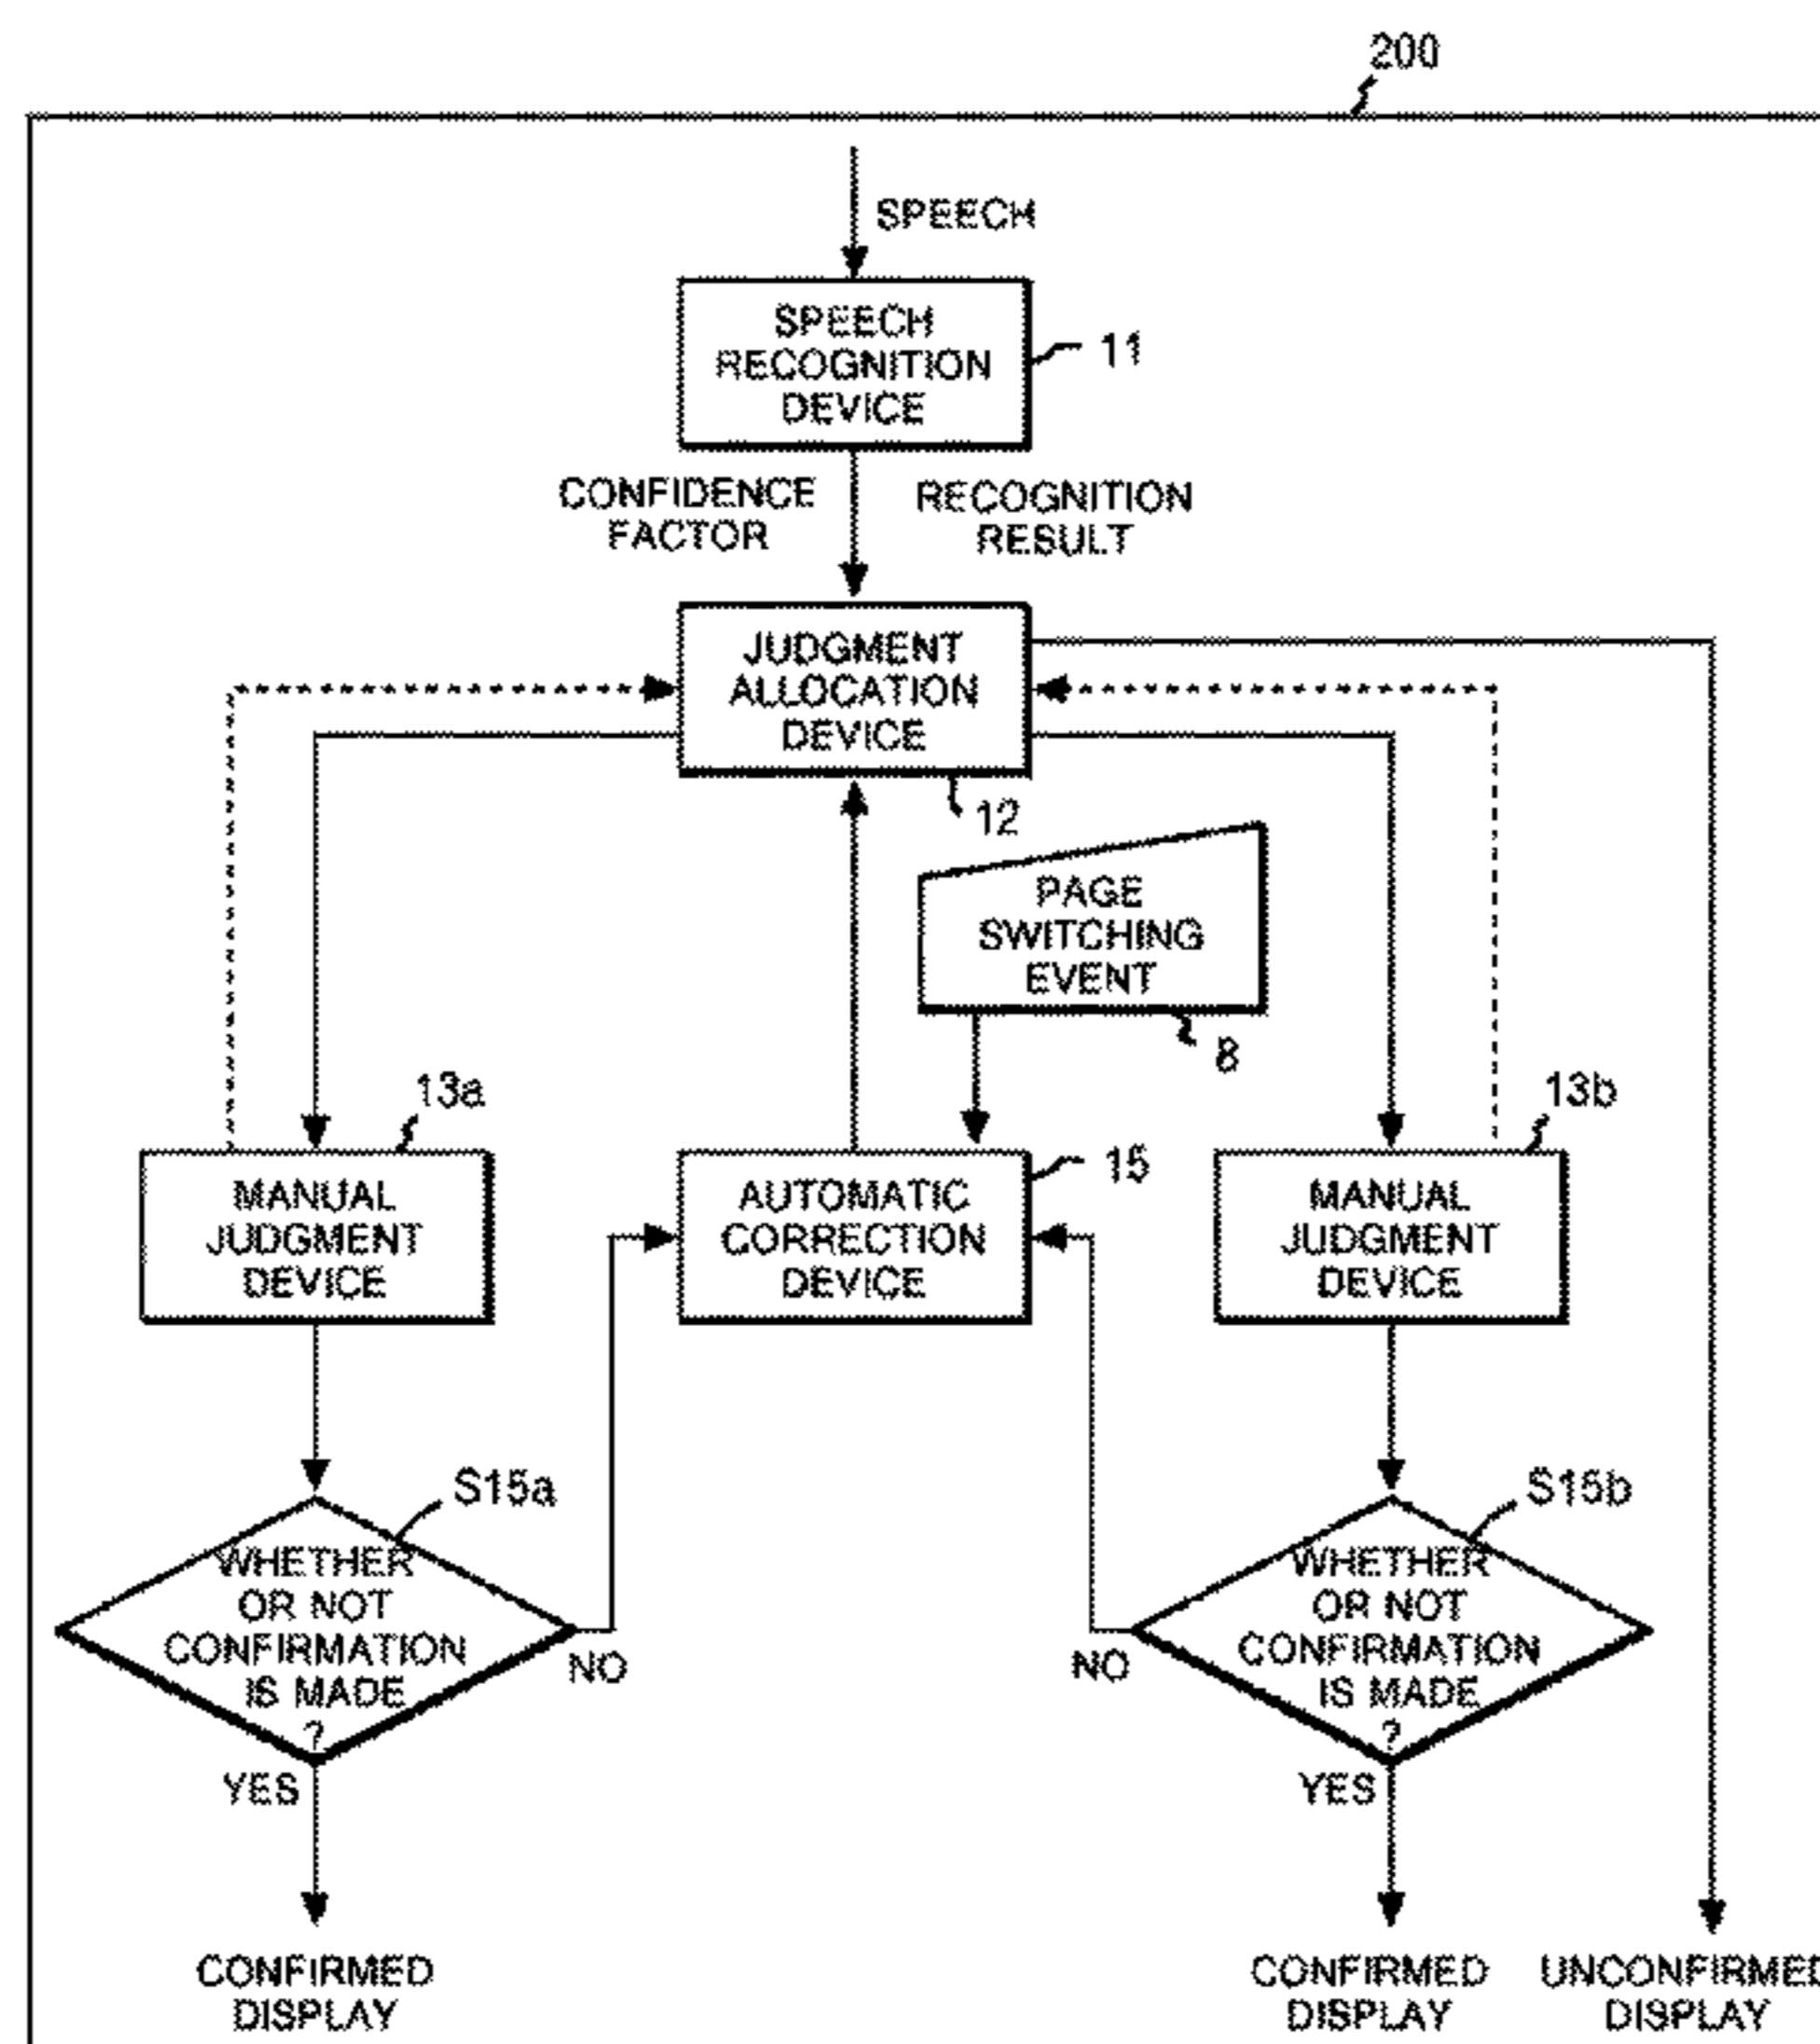 200
SPEECH
SPEECH
RECOGNITION
DEVICE
11
CONFIDENCE
FACTOR
RECOGNITION
RESULT
JUDGMENT
ALLOCATION
DEVICE
12
PAGE
SWITCHING
EVENT
8
13a
MANUAL
JUDGMENT
DEVICE
15
AUTOMATIC
CORRECTION
DEVICE
13b
MANUAL
JUDGMENT
DEVICE
S15a
WHETHER
OR NOT
CONFIRMATION
IS MADE
?
NO
YES
S15b
WHETHER
OR NOT
CONFIRMATION
IS MADE
?
NO
YES
CONFIRMED
DISPLAY
CONFIRMED
DISPLAY
UNCONFIRMED
DISPLAY